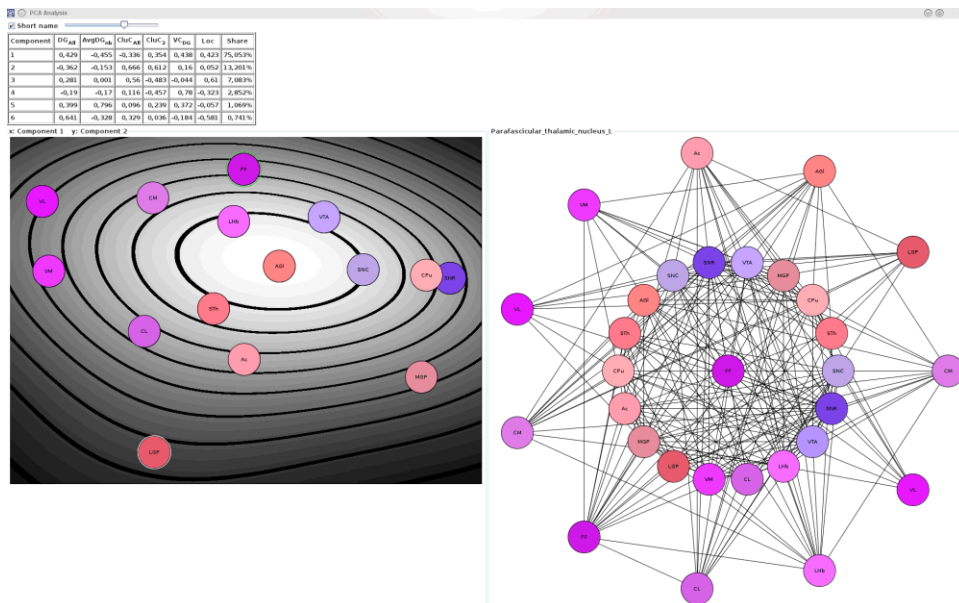 PCA Analysis
Short name
Component DG All AvgDG nb CluC All CluC 2 VC DG Loc Share
1 0,429 -0,455 -0,336 0,354 0,438 0,423 75,053%
2 -0,362 -0,153 0,666 0,612 0,16 0,052 13,201%
3 0,281 0,001 0,56 -0,483 -0,044 0,61 7,083%
4 -0,19 -0,17 0,116 -0,457 0,78 -0,323 2,852%
5 0,399 0,796 0,096 0,239 0,372 -0,057 1,069%
6 0,641 -0,328 0,329 0,036 -0,184 -0,581 0,741%
x: Component 1 y: Component 2
PF
VL
CM
LHb
VTA
VM
AGl
SNC
CPu
SNR
STh
CL
Ac
MGP
LGP
Parafascicular_thalamic_nucleus_L
Ac
AGl
VM
LGP
SNR
VTA
SNC
MGP
AGl
CPu
VL
STh
STh
CPu
PF
SNC
CM
Ac
SNR
CM
MGP
VTA
LGP
LHb
VM
CL
VL
PF
LHb
CL